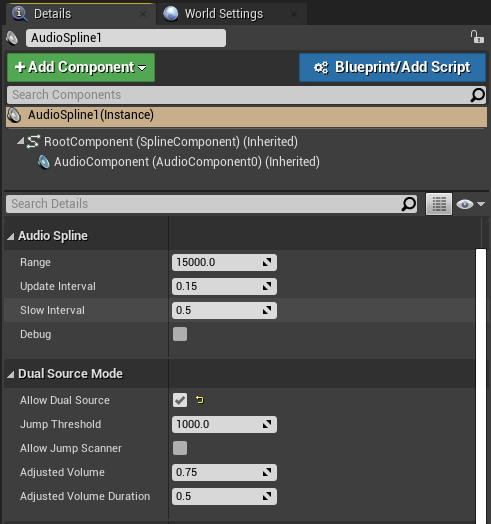 Details
World Settings
AudioSpline1
+ Add Component
Blueprint/Add Script
Search Components
AudioSpline1(Instance)
RootComponent (SplineComponent) (Inherited)
AudioComponent (AudioComponent0) (Inherited)
Search Details
Audio Spline
Range 15000.0
Update Interval 0.15
Slow Interval 0.5
Debug
Dual Source Mode
Allow Dual Source
Jump Threshold 1000.0
Allow Jump Scanner
Adjusted Volume 0.75
Adjusted Volume Duration 0.5